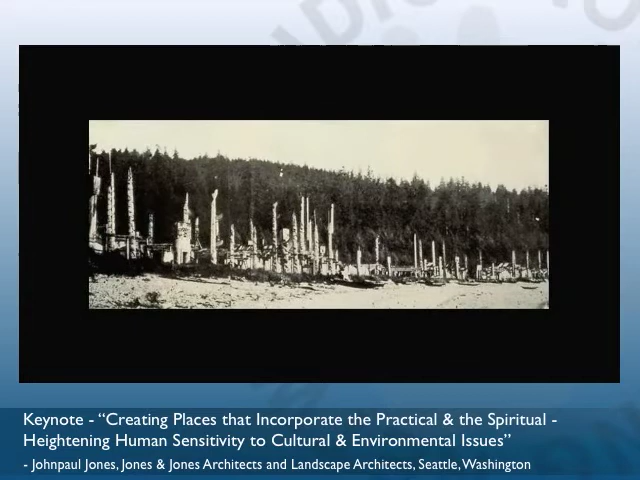 Keynote - “Creating Places that Incorporate the Practical & the Spiritual -
Heightening Human Sensitivity to Cultural & Environmental Issues”
- Johnpaul Jones, Jones & Jones Architects and Landscape Architects, Seattle, Washington